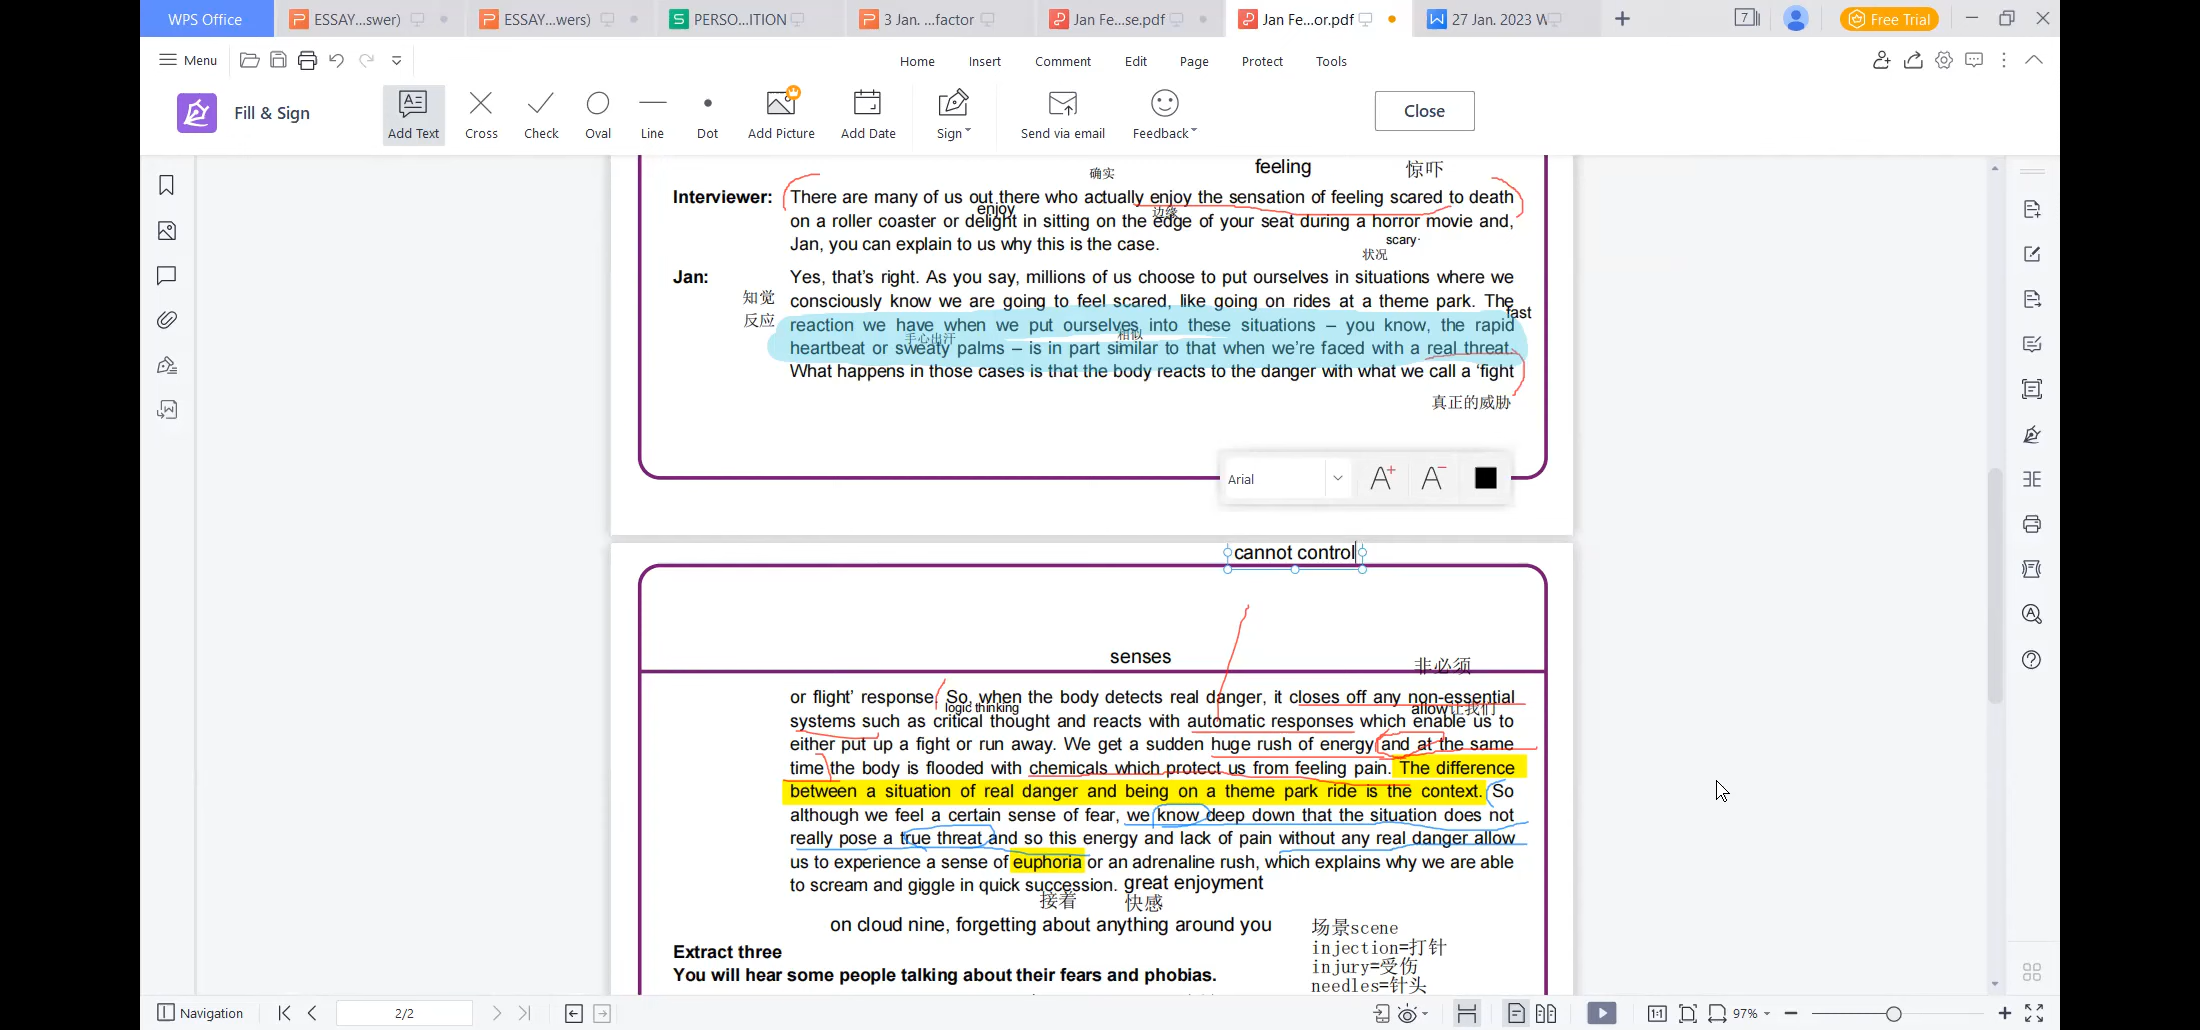 WPS Office ESSAY...swer) ESSAY...wers) PERSO...ITION 3 Jan. ...factor Jan Fe...se.pdf Jan Fe...or.pdf 27 Jan. 2023 W 7 Free Trial
Menu Home Insert Comment Edit Page Protect Tools
Fill & Sign Add Text Cross Check Oval Line Dot Add Picture Add Date Sign Send via email Feedback Close
feeling 惊吓
确实
Interviewer: There are many of us out there who actually enjoy the sensation of feeling scared to death
enjoy 边缘
on a roller coaster or delight in sitting on the edge of your seat during a horror movie and,
scary
Jan, you can explain to us why this is the case.
状况
Jan: Yes, that's right. As you say, millions of us choose to put ourselves in situations where we
知觉 consciously know we are going to feel scared, like going on rides at a theme park. The
fast
反应 reaction we have when we put ourselves into these situations – you know, the rapid
手心出汗 相似
heartbeat or sweaty palms – is in part similar to that when we're faced with a real threat.
What happens in those cases is that the body reacts to the danger with what we call a 'fight
真正的威胁
Arial
cannot control
senses 非必须
or flight' response. So, when the body detects real danger, it closes off any non-essential
logic thinking allow让我们
systems such as critical thought and reacts with automatic responses which enable us to
either put up a fight or run away. We get a sudden huge rush of energy and at the same
time the body is flooded with chemicals which protect us from feeling pain. The difference
between a situation of real danger and being on a theme park ride is the context. So
although we feel a certain sense of fear, we know deep down that the situation does not
really pose a true threat and so this energy and lack of pain without any real danger allow
us to experience a sense of euphoria or an adrenaline rush, which explains why we are able
to scream and giggle in quick succession. great enjoyment
接着 快感
on cloud nine, forgetting about anything around you
场景scene
Extract three
injection=打针
You will hear some people talking about their fears and phobias.
injury=受伤
needles=针头
Navigation 2/2 97%